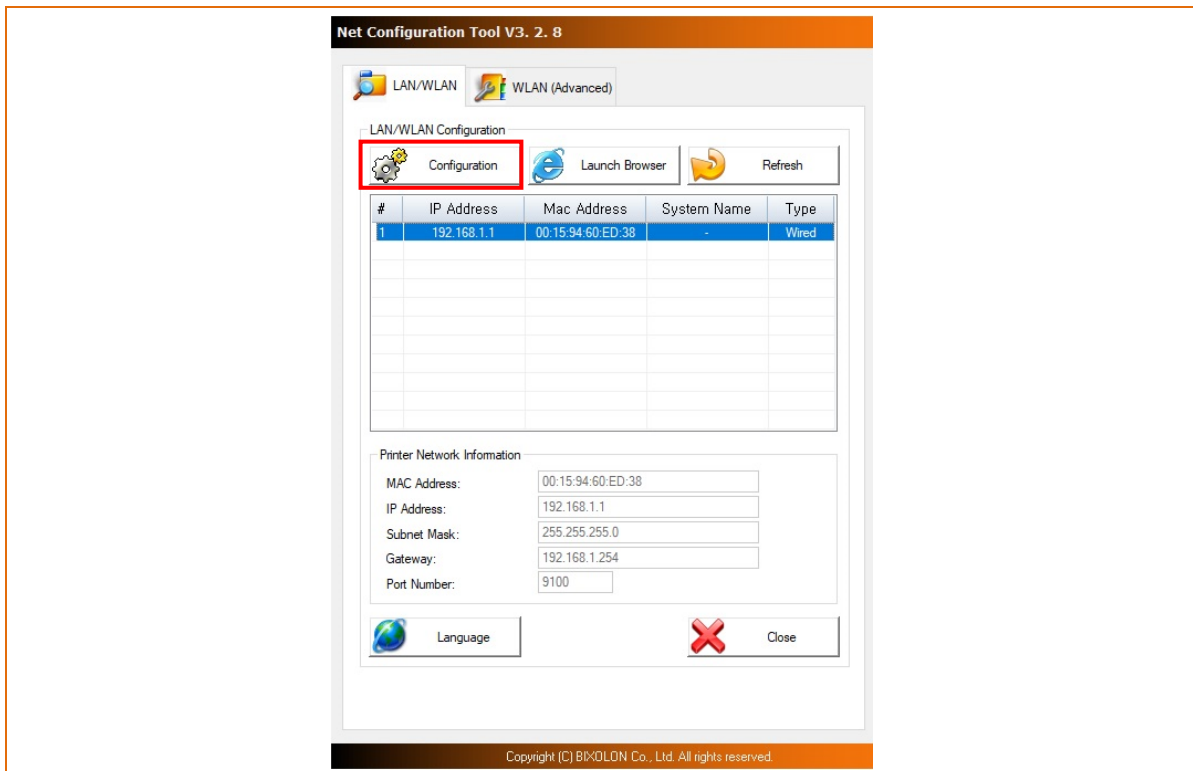 Net Configuration Tool V3. 2. 8
LAN/WLAN WLAN (Advanced)
LAN/WLAN Configuration
Configuration Launch Browser Refresh
# IP Address Mac Address System Name Type
1 192.168.1.1 00:15:94:60:ED:38 - Wired
Printer Network Information
MAC Address: 00:15:94:60:ED:38
IP Address: 192.168.1.1
Subnet Mask: 255.255.255.0
Gateway: 192.168.1.254
Port Number: 9100
Language Close
Copyright (C) BIXOLON Co., Ltd. All rights reserved.